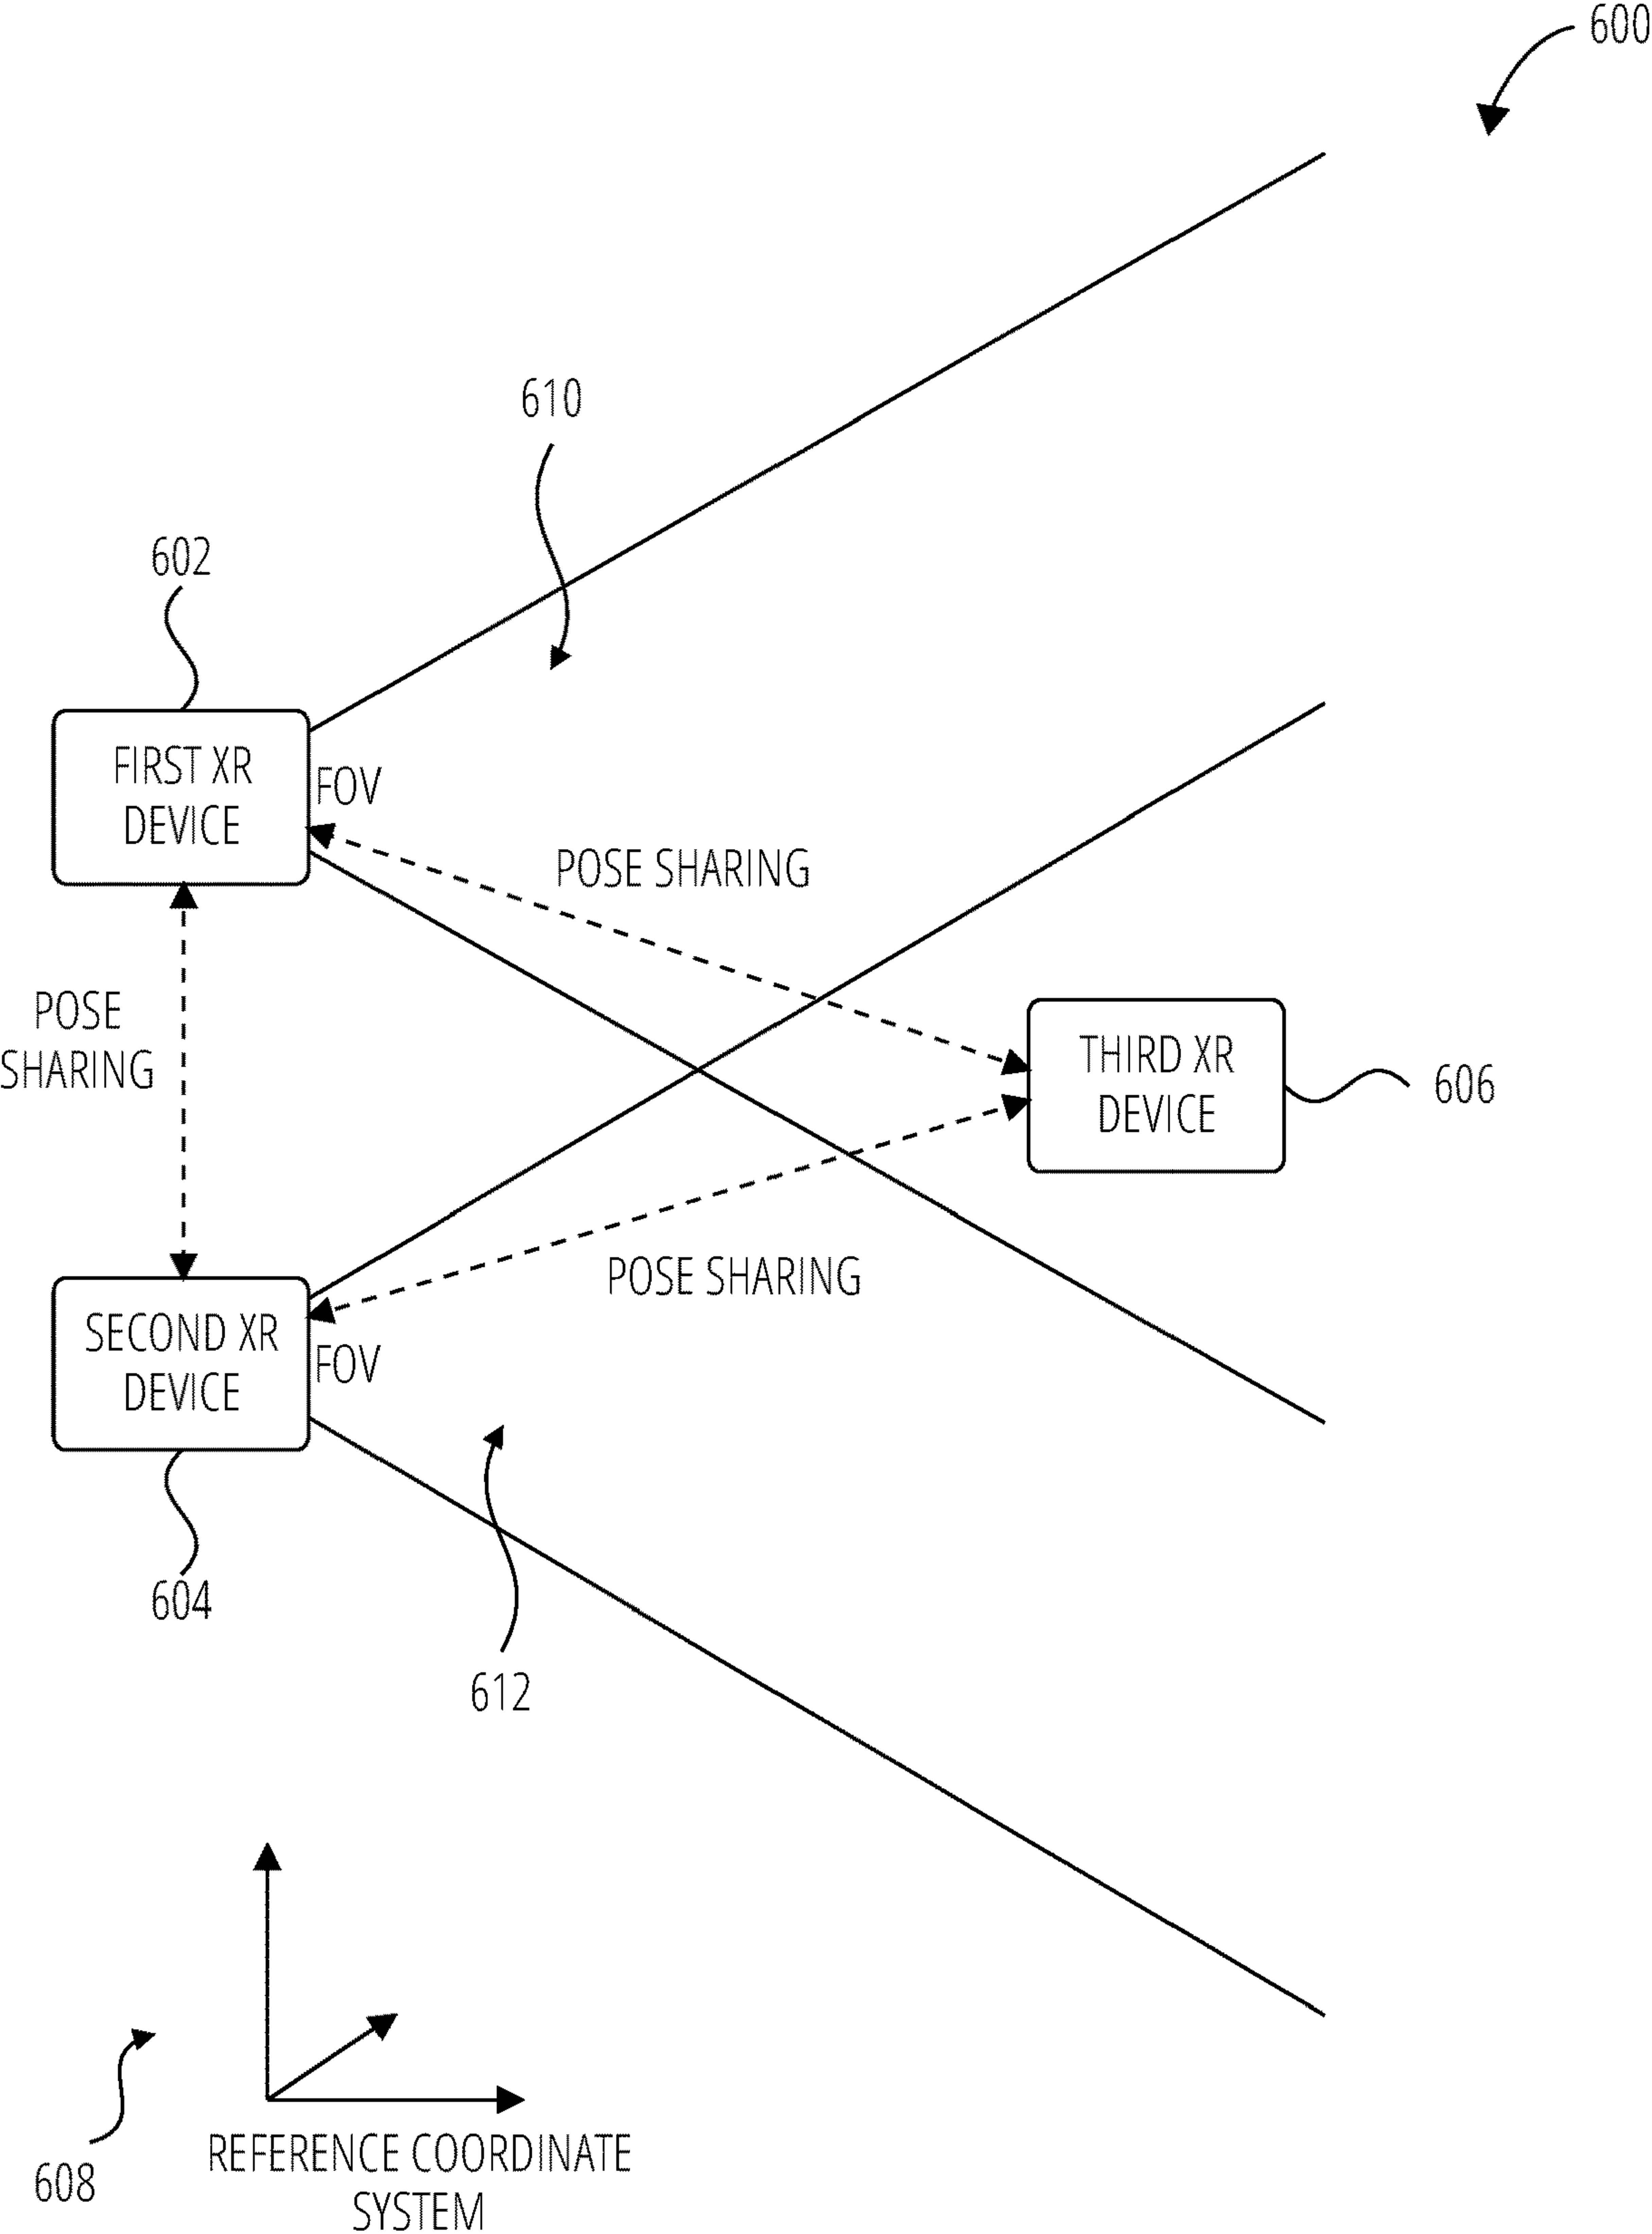 600
610
602
FIRST XR
DEVICE
FOV
POSE SHARING
POSE
SHARING
THIRD XR
DEVICE
606
POSE SHARING
SECOND XR
DEVICE
FOV
604
612
608
REFERENCE COORDINATE
SYSTEM